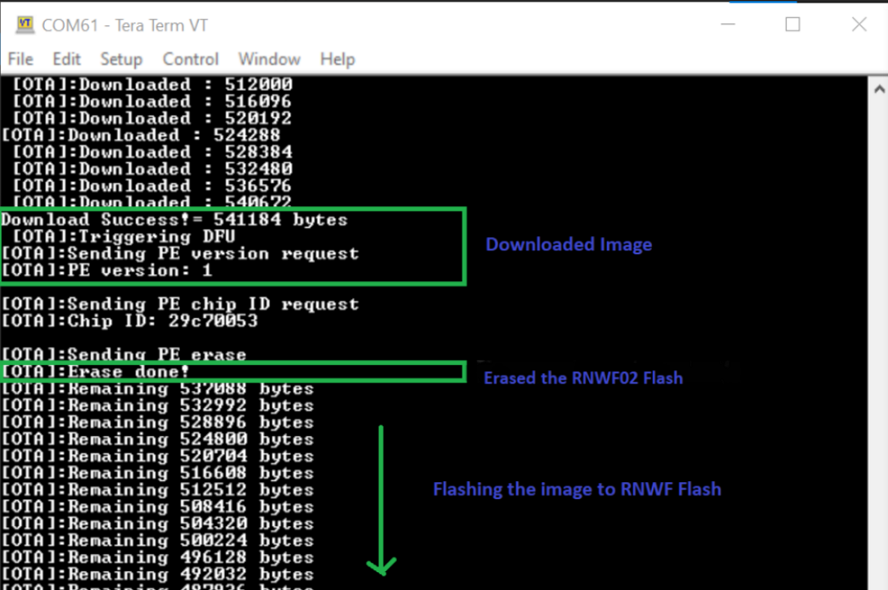 COM61 - Tera Term VT
File Edit Setup Control Window Help
[OTA]:Downloaded : 512000
[OTA]:Downloaded : 516096
[OTA]:Downloaded : 520192
[OTA]:Downloaded : 524288
[OTA]:Downloaded : 528384
[OTA]:Downloaded : 532480
[OTA]:Downloaded : 536576
[OTA]:Downloaded : 540672
Download Success!= 541184 bytes
[OTA]:Triggering DFU
[OTA]:Sending PE version request
[OTA]:PE version: 1
Downloaded Image
[OTA]:Sending PE chip ID request
[OTA]:Chip ID: 29c70053
[OTA]:Sending PE erase
[OTA]:Erase done!
Erased the RNWF02 Flash
[OTA]:Remaining 537088 bytes
[OTA]:Remaining 532992 bytes
[OTA]:Remaining 528896 bytes
[OTA]:Remaining 524800 bytes
[OTA]:Remaining 520704 bytes
[OTA]:Remaining 516608 bytes
[OTA]:Remaining 512512 bytes
[OTA]:Remaining 508416 bytes
[OTA]:Remaining 504320 bytes
[OTA]:Remaining 500224 bytes
[OTA]:Remaining 496128 bytes
[OTA]:Remaining 492032 bytes
[OTA]:Remaining 487936 bytes
Flashing the image to RNWF Flash